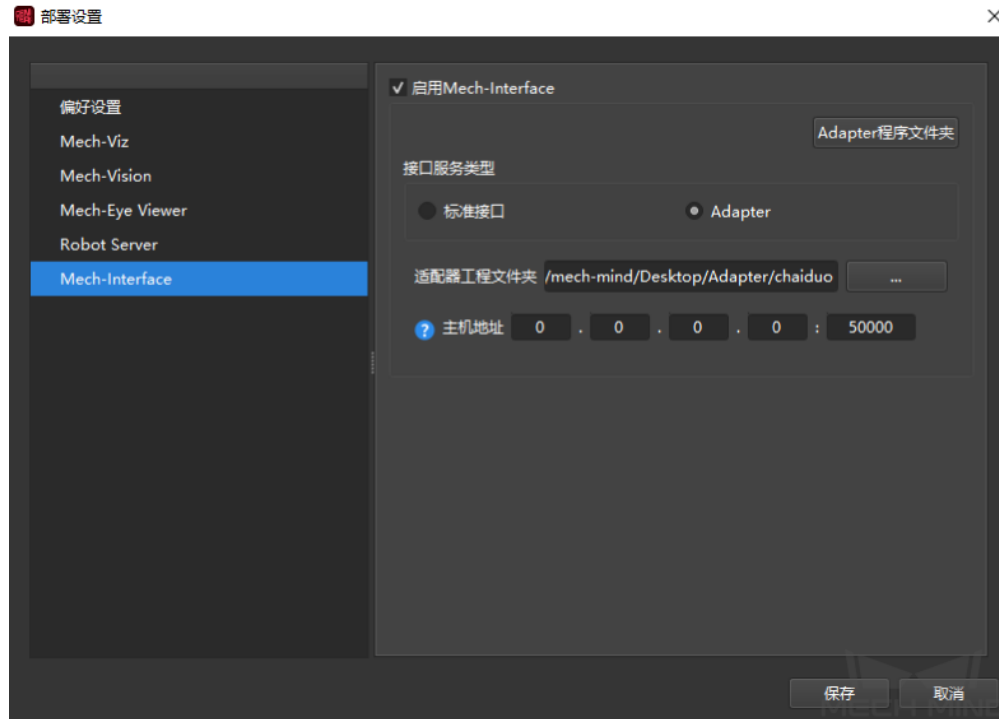 部署设置
偏好设置
Mech-Viz
Mech-Vision
Mech-Eye Viewer
Robot Server
Mech-Interface
启用Mech-Interface
Adapter程序文件夹
接口服务类型
标准接口 Adapter
适配器工程文件夹 /mech-mind/Desktop/Adapter/chaiduo ...
? 主机地址 0 . 0 . 0 . 0 : 50000
保存 取消
MECH MIND